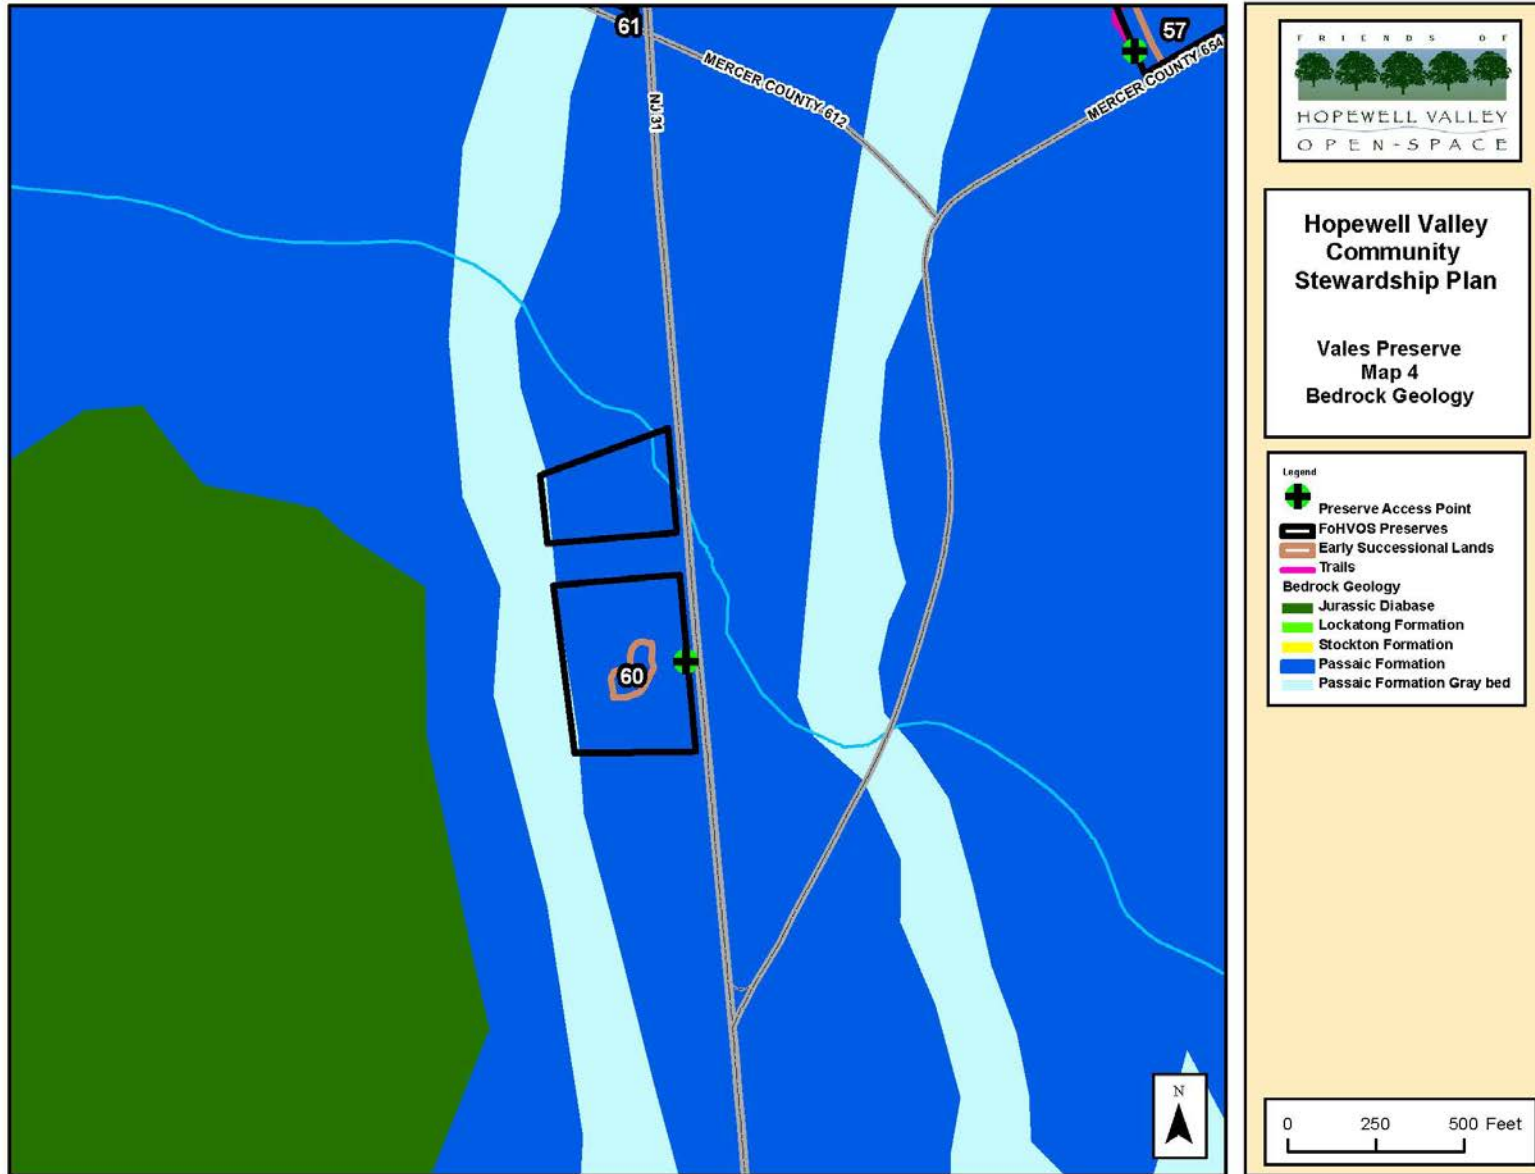 61
57
MERCER COUNTY 612
MERCER COUNTY 654
NJ 31
60
N
FRIENDS OF
HOPEWELL VALLEY
OPEN-SPACE
Hopewell Valley
Community
Stewardship Plan
Vales Preserve
Map 4
Bedrock Geology
Legend
Preserve Access Point
FoHVOS Preserves
Early Successional Lands
Trails
Bedrock Geology
Jurassic Diabase
Lockatong Formation
Stockton Formation
Passaic Formation
Passaic Formation Gray bed
0 250 500 Feet